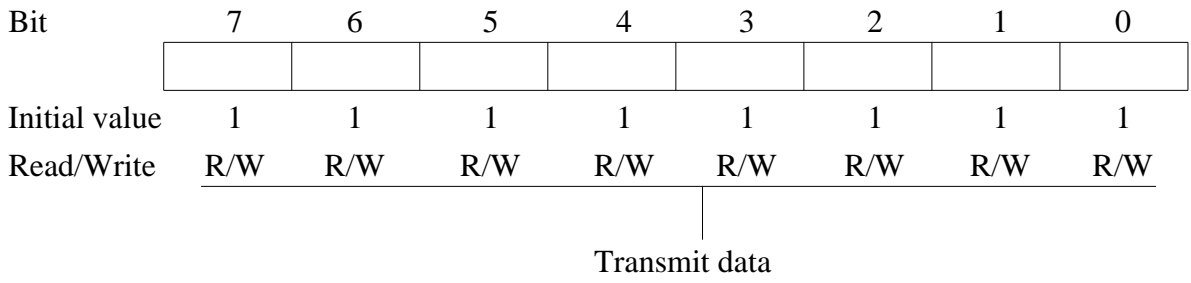 Bit 7 6 5 4 3 2 1 0
Initial value 1 1 1 1 1 1 1 1
Read/Write R/W R/W R/W R/W R/W R/W R/W R/W
Transmit data